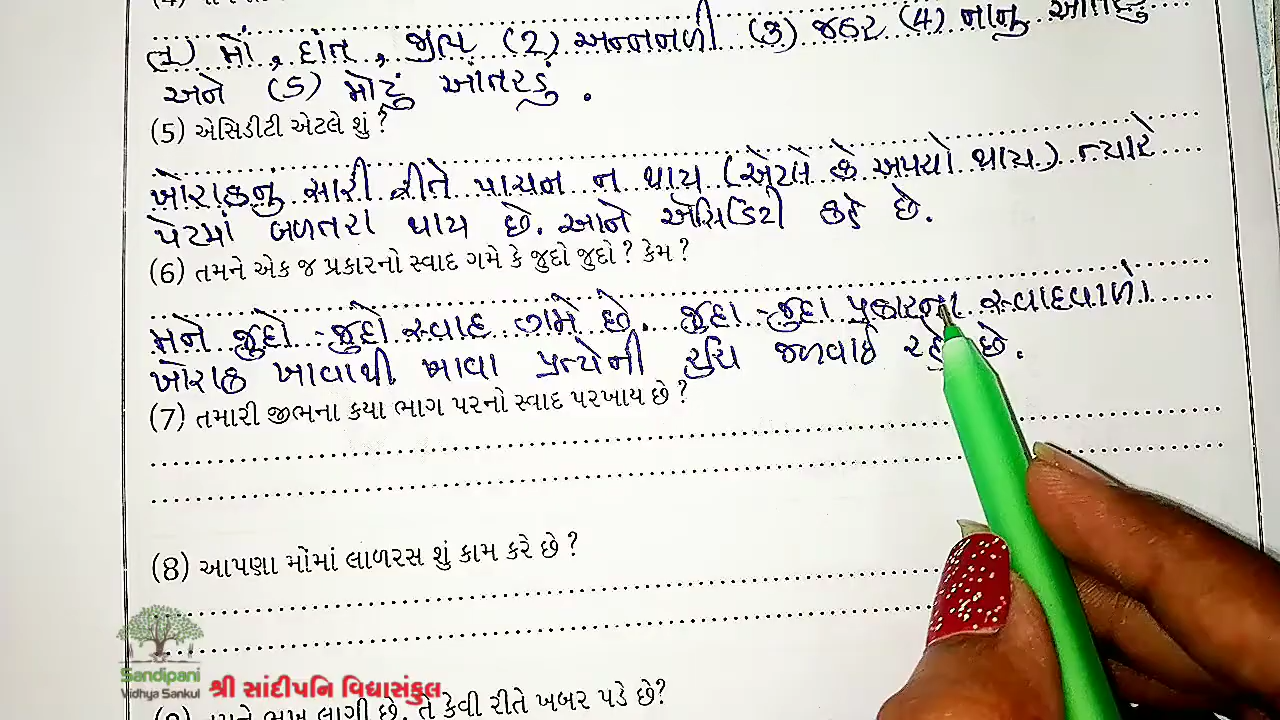 (1) મોં, દાંત, જીભ (2) અન્નનળી (3) જઠર (4) નાનુ
અને (5) મોટું આંતરડું.
(5) એસિડીટી એટલે શું ?
ખોરાકનું સારી રીતે પાચન ન થાય (એટલે કે અપચો થાય) ત્યારે
પેટમાં બળતરા થાય છે. આને ઍસિડિટી કહે છે.
(6) તમને એક જ પ્રકારનો સ્વાદ ગમે કે જુદો જુદો ? કેમ ?
મને જુદો-જુદો સ્વાદ ગમે છે. જુદા-જુદા પ્રકારના સ્વાદવાળો
ખોરાક ખાવાથી ખાવા પ્રત્યેની રુચિ જળવાઈ રહે છે.
(7) તમારી જીભના કયા ભાગ પરનો સ્વાદ પરખાય છે ?
(8) આપણા મોંમાં લાળરસ શું કામ કરે છે ?
Sandipani
Vidhya Sankul
શ્રી સાંદીપનિ વિદ્યાસંકુલ
ભૂખ લાગી છે, તે કેવી રીતે ખબર પડે છે?